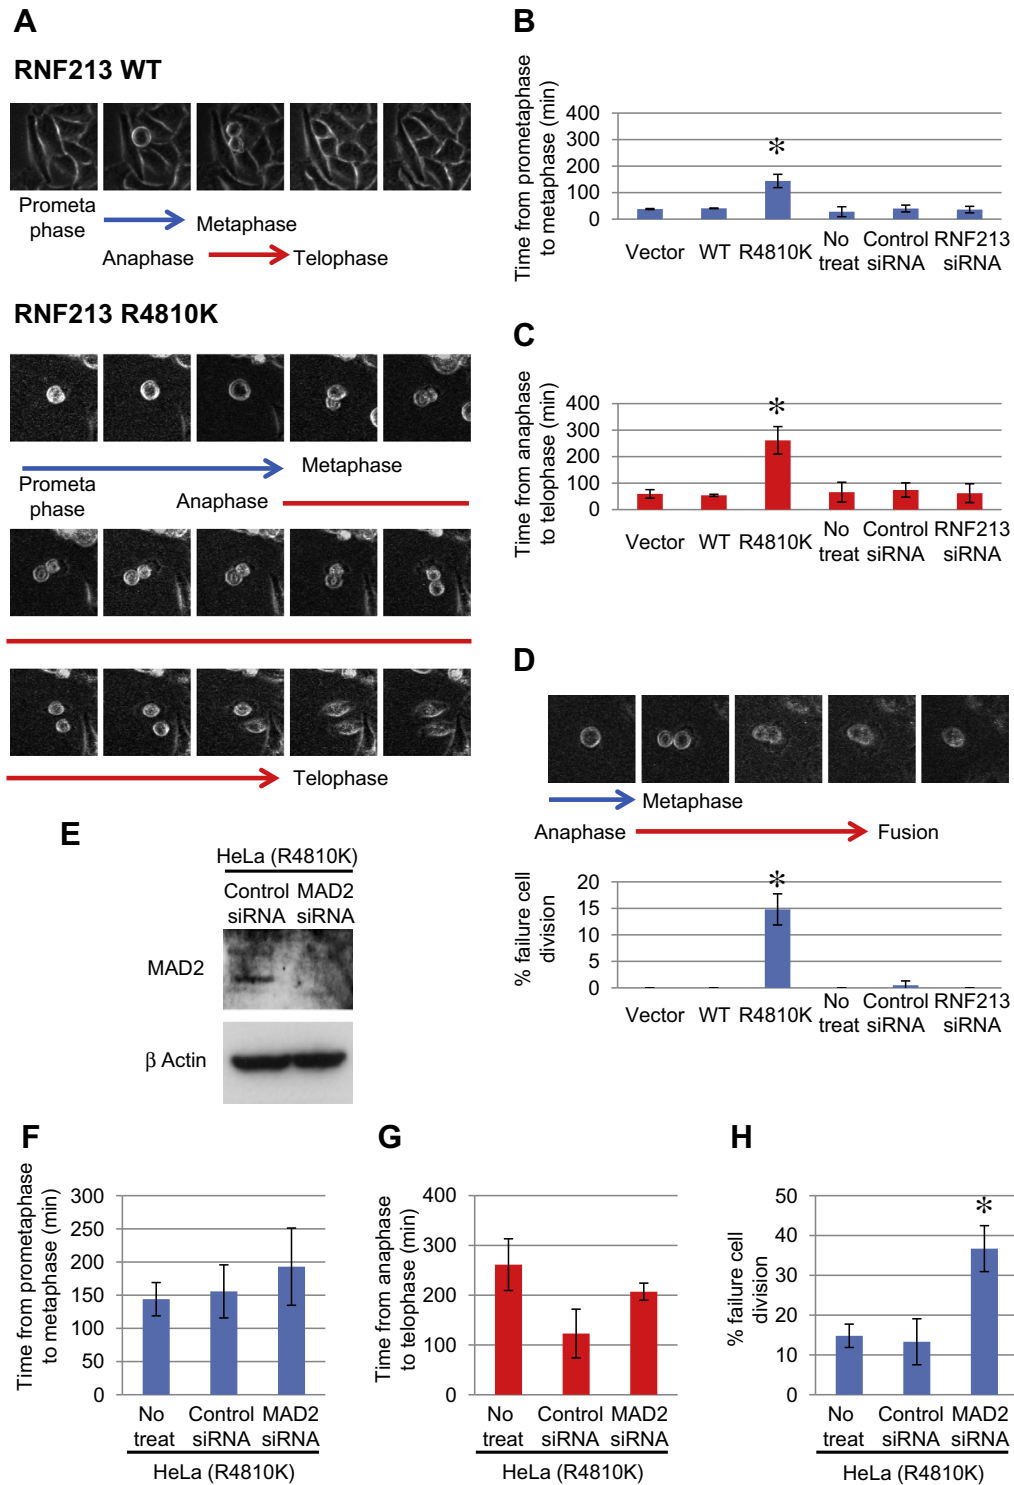 A
RNF213 WT
Prometa
phase
Metaphase
Anaphase
Telophase
RNF213 R4810K
Metaphase
Prometa
phase
Anaphase
Telophase
B
Time from prometaphase
to metaphase (min)
400
300
200
100
0
*
Vector
WT
R4810K
No
treat
Control
siRNA
RNF213
siRNA
C
Time from anaphase
to telophase (min)
400
300
200
100
0
*
Vector
WT
R4810K
No
treat
Control
siRNA
RNF213
siRNA
D
Metaphase
Anaphase
Fusion
% failure cell
division
20
15
10
5
0
*
Vector
WT
R4810K
No
treat
Control
siRNA
RNF213
siRNA
E
HeLa (R4810K)
Control
siRNA
MAD2
siRNA
MAD2
β Actin
F
Time from prometaphase
to metaphase (min)
300
250
200
150
100
50
0
No
treat
Control
siRNA
MAD2
siRNA
HeLa (R4810K)
G
Time from anaphase
to telophase (min)
400
300
200
100
0
No
treat
Control
siRNA
MAD2
siRNA
HeLa (R4810K)
H
% failure cell
division
50
40
30
20
10
0
*
No
treat
Control
siRNA
MAD2
siRNA
HeLa (R4810K)